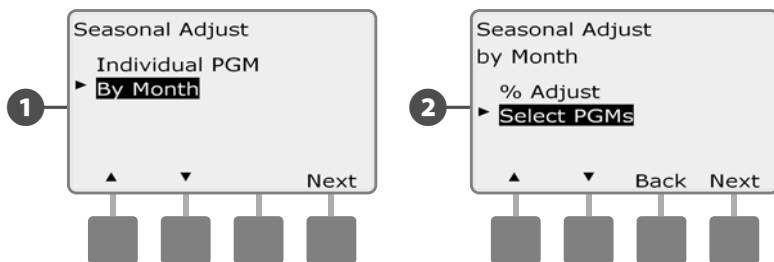 1
Seasonal Adjust
Individual PGM
► By Month
▲ ▼ Next
2
Seasonal Adjust
by Month
% Adjust
► Select PGMs
▲ ▼ Back Next